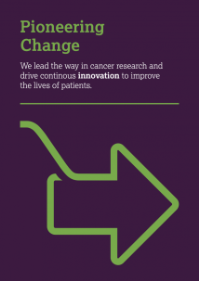 Pioneering
Change
We lead the way in cancer research and
drive continous innovation to improve
the lives of patients.